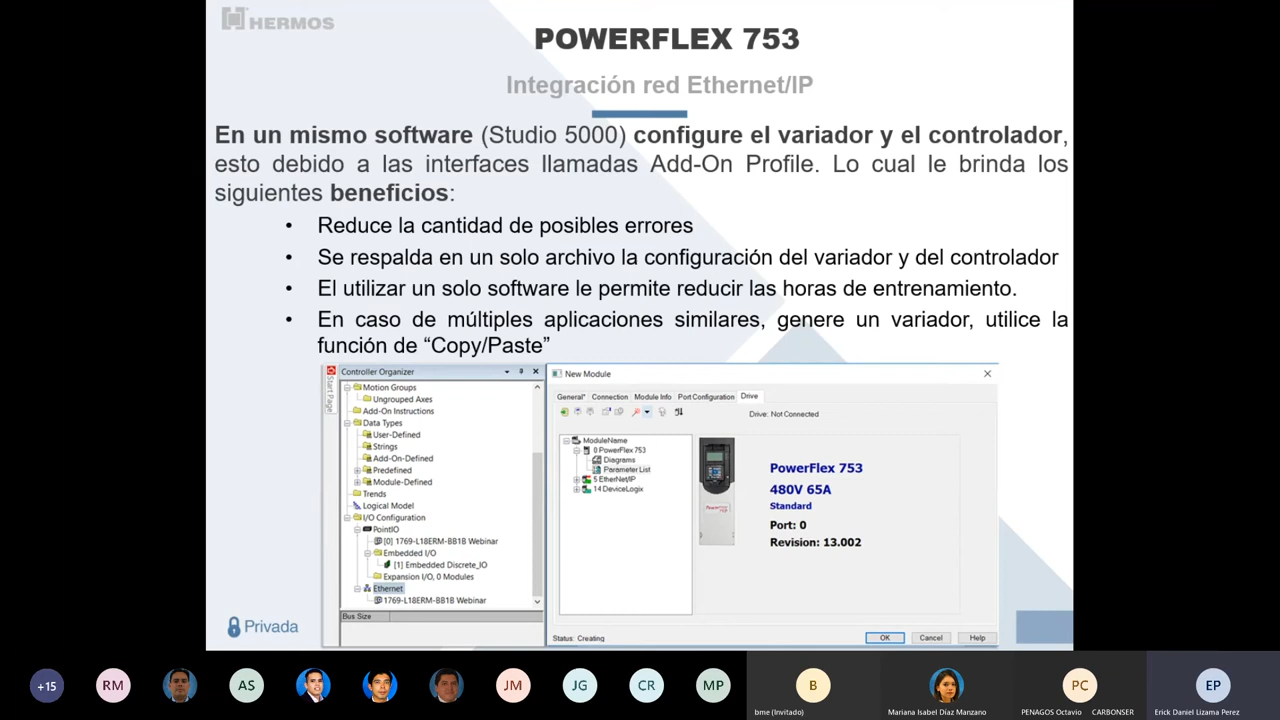 HERMOS
POWERFLEX 753
Integración red Ethernet/IP
En un mismo software (Studio 5000) configure el variador y el controlador,
esto debido a las interfaces llamadas Add-On Profile. Lo cual le brinda los
siguientes beneficios:
• Reduce la cantidad de posibles errores
• Se respalda en un solo archivo la configuración del variador y del controlador
• El utilizar un solo software le permite reducir las horas de entrenamiento.
• En caso de múltiples aplicaciones similares, genere un variador, utilice la
función de “Copy/Paste”
Start Page
Controller Organizer
Motion Groups
Ungrouped Axes
Add-On Instructions
Data Types
User-Defined
Strings
Add-On-Defined
Predefined
Module-Defined
Trends
Logical Model
I/O Configuration
PointIO
[0] 1769-L18ERM-BB1B Webinar
Embedded I/O
[1] Embedded Discrete_IO
Expansion I/O, 0 Modules
Ethernet
1769-L18ERM-BB1B Webinar
Bus Size
New Module
General* Connection Module Info Port Configuration Drive
Drive: Not Connected
ModuleName
0 PowerFlex 753
Diagrams
Parameter List
5 EtherNet/IP
14 DeviceLogix
PowerFlex 753
480V 65A
Standard
Port: 0
Revision: 13.002
Status: Creating
OK Cancel Help
Privada
+15 RM AS JM JG CR MP B PC EP
bme (Invitado) Mariana Isabel Díaz Manzano PENAGOS Octavio CARBONSER Erick Daniel Lizama Perez